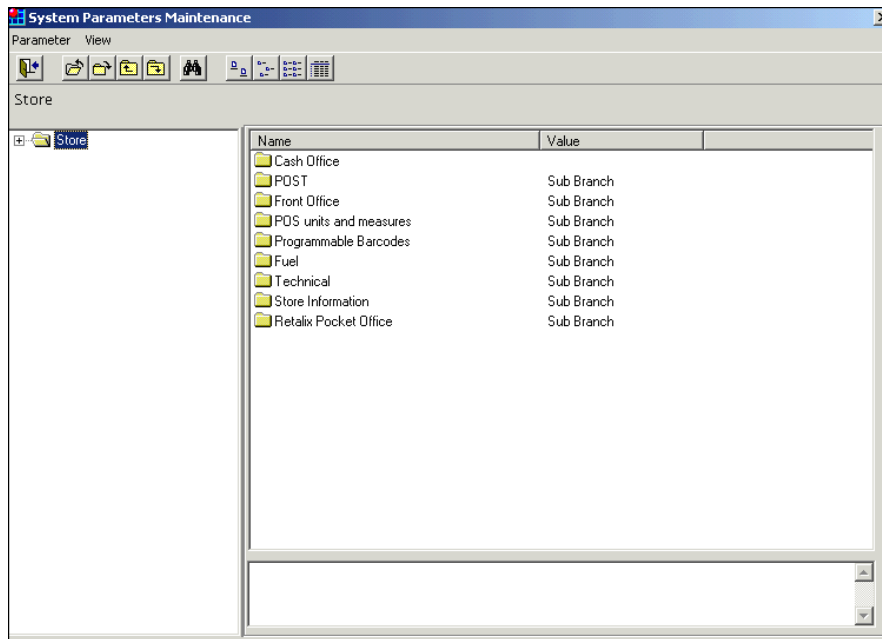 System Parameters Maintenance
Parameter View
Store
Store
Name Value
Cash Office
POST Sub Branch
Front Office Sub Branch
POS units and measures Sub Branch
Programmable Barcodes Sub Branch
Fuel Sub Branch
Technical Sub Branch
Store Information Sub Branch
Retalix Pocket Office Sub Branch